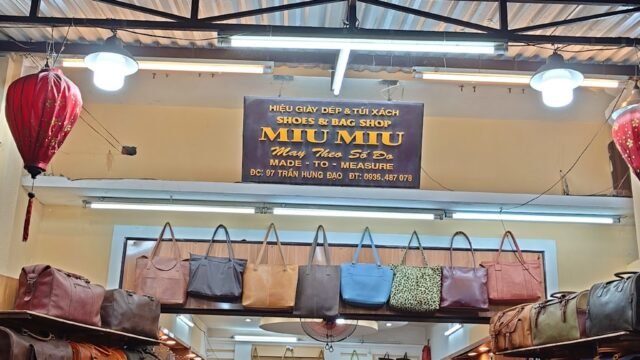 HIỆU GIÀY DÉP & TÚI XÁCH
SHOES & BAG SHOP
MIU MIU
May Theo Số Đo
MADE - TO - MEASURE
ĐC: 97 TRẦN HƯNG ĐẠO ĐT: 0935.487 078